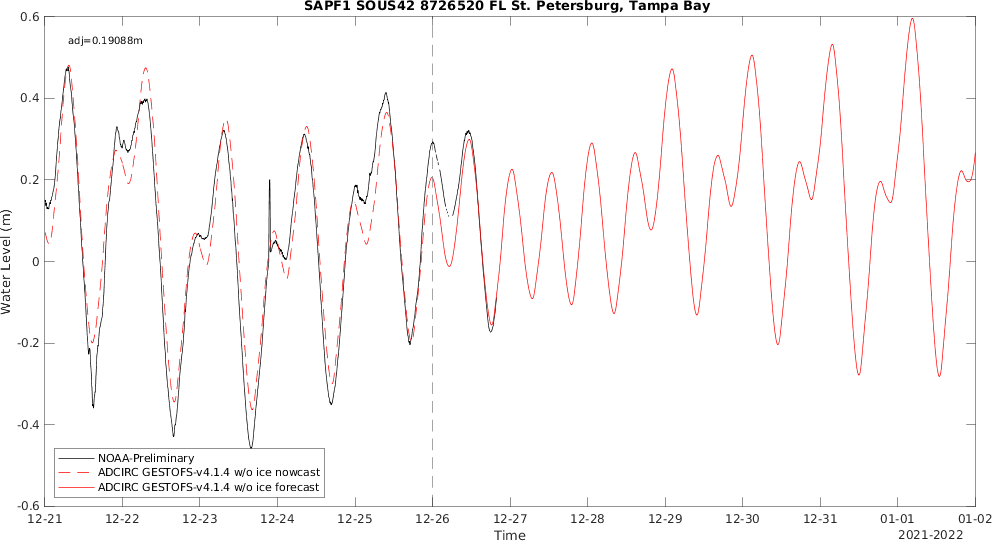 SAPF1 SOUS42 8726520 FL St. Petersburg, Tampa Bay
adj=0.19088m
0.6
0.4
0.2
0
-0.2
-0.4
-0.6
Water Level (m)
NOAA-Preliminary
ADCIRC GESTOFS-v4.1.4 w/o ice nowcast
ADCIRC GESTOFS-v4.1.4 w/o ice forecast
12-21 12-22 12-23 12-24 12-25 12-26 12-27 12-28 12-29 12-30 12-31 01-01 01-02
Time
2021-2022